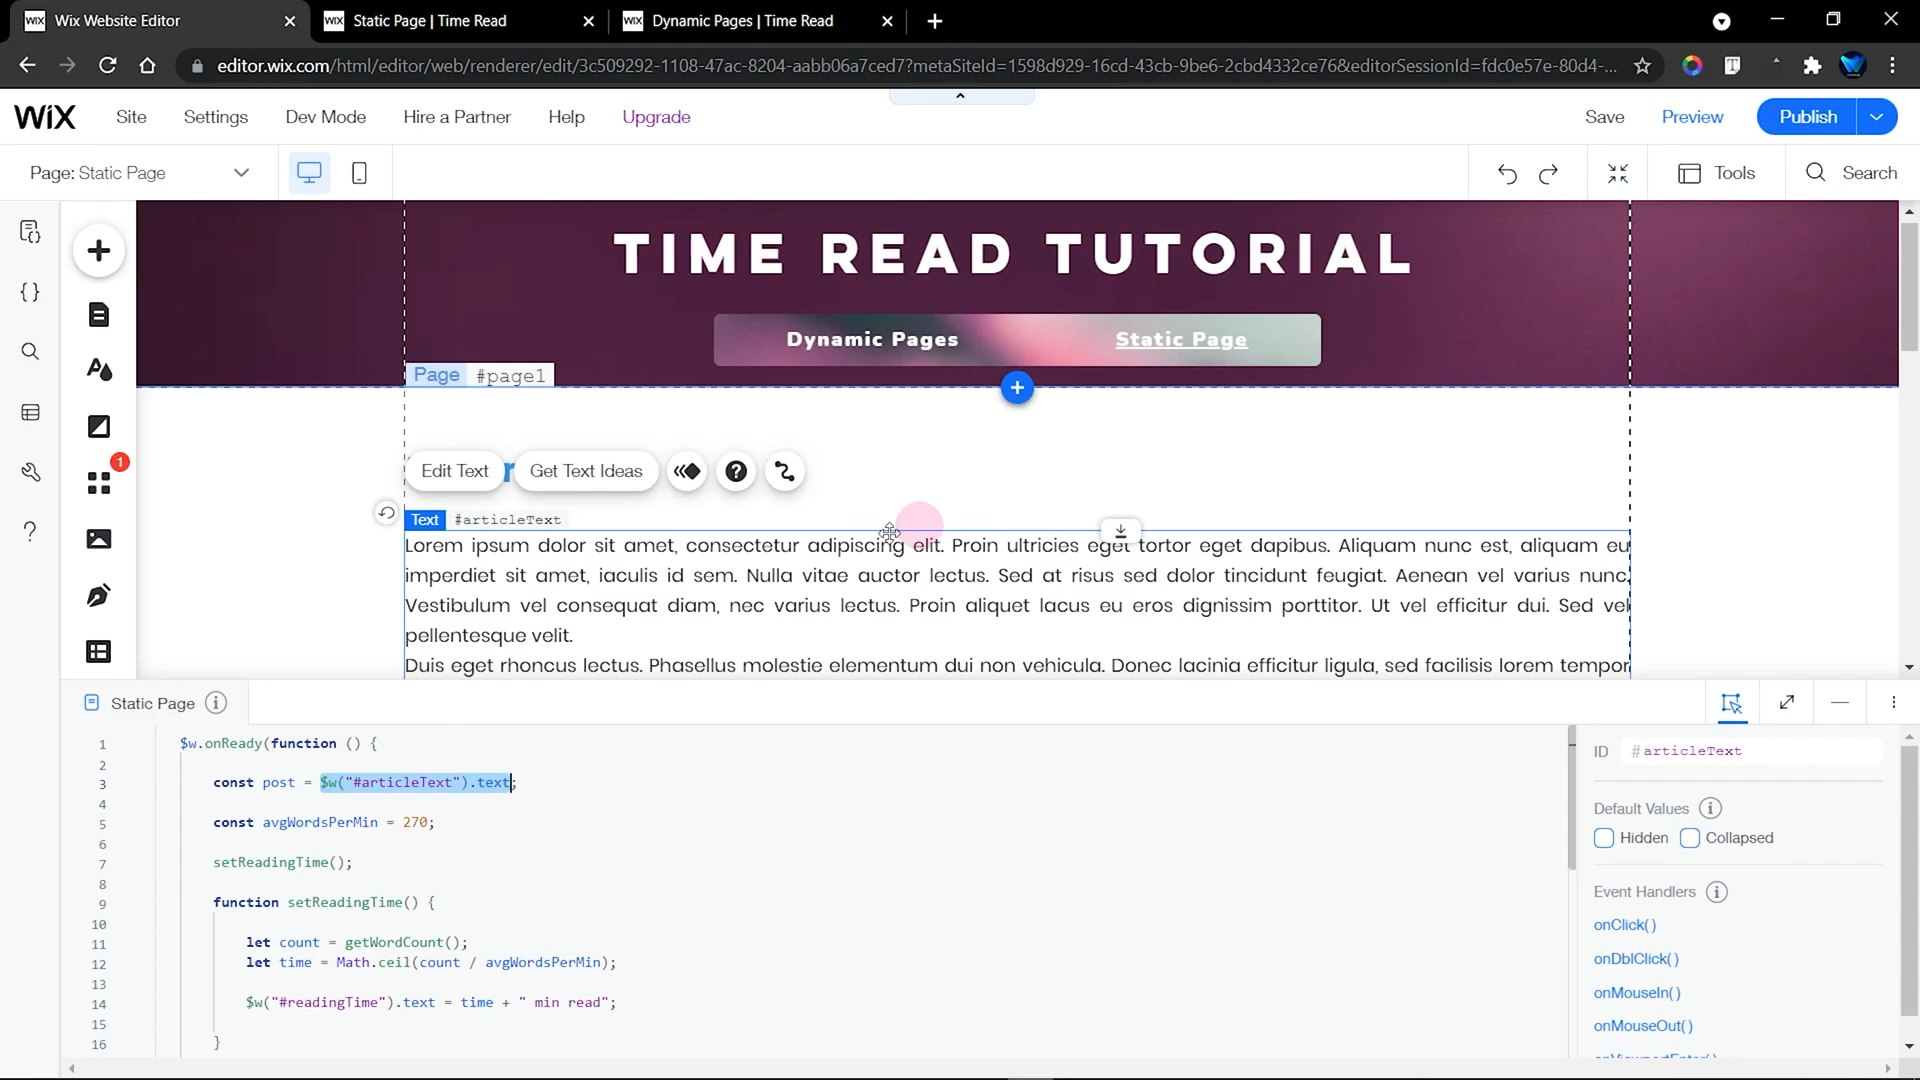 WiX Wix Website Editor
WiX Static Page | Time Read
WiX Dynamic Pages | Time Read
editor.wix.com/html/editor/web/renderer/edit/3c509292-1108-47ac-8204-aabb06a7ced7?metaSiteId=1598d929-16cd-43cb-9be6-2cbd4332ce76&editorSessionId=fdc0e57e-80d4-...
WiX Site Settings Dev Mode Hire a Partner Help Upgrade Save Preview Publish
Page: Static Page Tools Search
TIME READ TUTORIAL
Dynamic Pages Static Page
Page #page1
1
Edit Text Get Text Ideas
Text #articleText
Lorem ipsum dolor sit amet, consectetur adipiscing elit. Proin ultricies eget tortor eget dapibus. Aliquam nunc est, aliquam eu
imperdiet sit amet, iaculis id sem. Nulla vitae auctor lectus. Sed at risus sed dolor tincidunt feugiat. Aenean vel varius nunc.
Vestibulum vel consequat diam, nec varius lectus. Proin aliquet lacus eu eros dignissim porttitor. Ut vel efficitur dui. Sed vel
pellentesque velit.
Duis eget rhoncus lectus. Phasellus molestie elementum dui non vehicula. Donec lacinia efficitur ligula, sed facilisis lorem tempor
Static Page
1 $w.onReady(function () {
2
3 const post = $w("#articleText").text;
4
5 const avgWordsPerMin = 270;
6
7 setReadingTime();
8
9 function setReadingTime() {
10
11 let count = getWordCount();
12 let time = Math.ceil(count / avgWordsPerMin);
13
14 $w("#readingTime").text = time + " min read";
15
16 }
ID #articleText
Default Values
Hidden Collapsed
Event Handlers
onClick()
onDblClick()
onMouseIn()
onMouseOut()